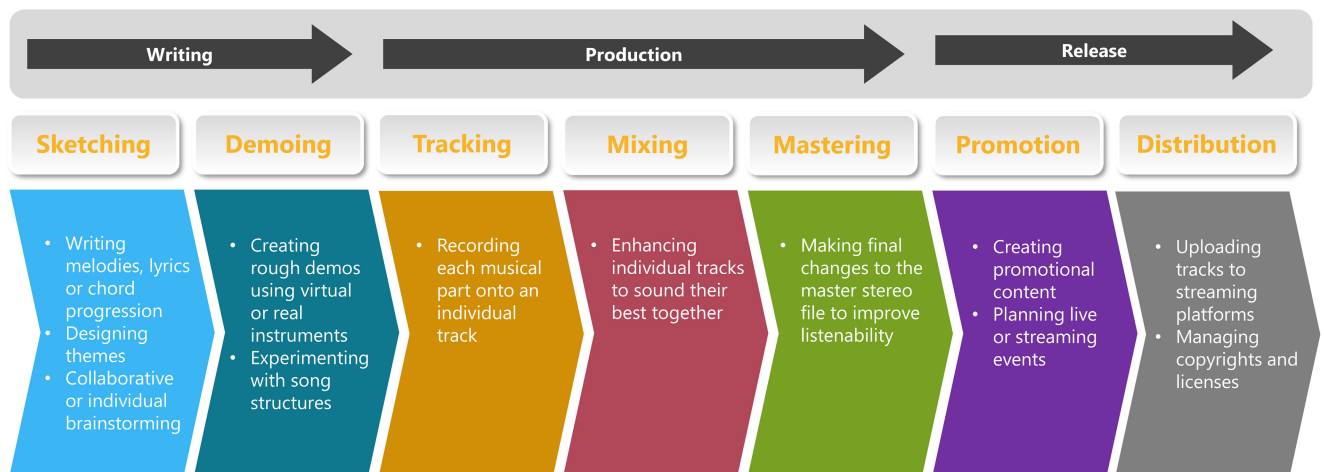 Writing
Production
Release
Sketching
Demoing
Tracking
Mixing
Mastering
Promotion
Distribution
• Writing
melodies, lyrics
or chord
progression
• Designing
themes
• Collaborative
or individual
brainstorming
• Creating
rough demos
using virtual
or real
instruments
• Experimenting
with song
structures
• Recording
each musical
part onto an
individual
track
• Enhancing
individual tracks
to sound their
best together
• Making final
changes to the
master stereo
file to improve
listenability
• Creating
promotional
content
• Planning live
or streaming
events
• Uploading
tracks to
streaming
platforms
• Managing
copyrights and
licenses